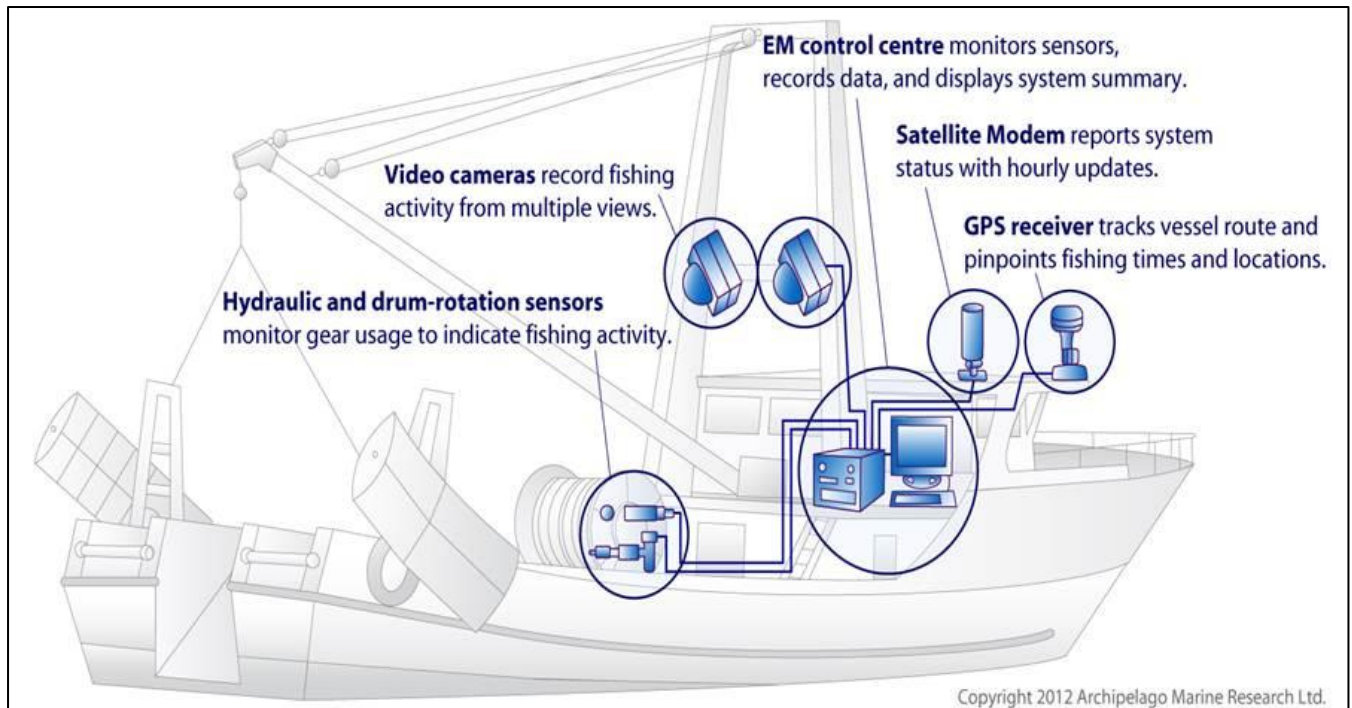 EM control centre monitors sensors,
records data, and displays system summary.
Satellite Modem reports system
status with hourly updates.
Video cameras record fishing
activity from multiple views.
GPS receiver tracks vessel route and
pinpoints fishing times and locations.
Hydraulic and drum-rotation sensors
monitor gear usage to indicate fishing activity.
Copyright 2012 Archipelago Marine Research Ltd.